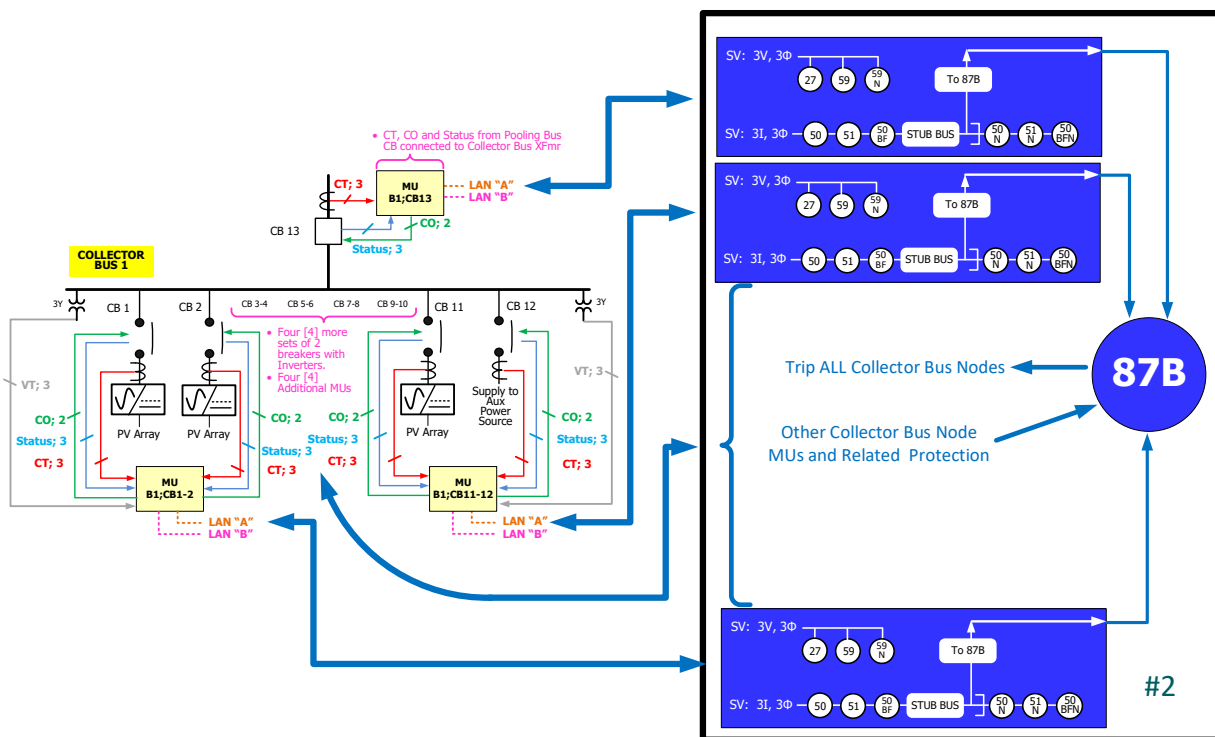 • CT, CO and Status from Pooling Bus
CB connected to Collector Bus XFmr
CT; 3
MU
B1;CB13
LAN “A”
LAN “B”
CB 13
CO; 2
Status; 3
COLLECTOR
BUS 1
3Y
CB 1
CB 2
CB 3-4
CB 5-6
CB 7-8
CB 9-10
CB 11
CB 12
3Y
• Four [4] more
sets of 2
breakers with
Inverters.
• Four [4]
Additional MUs
VT; 3
VT; 3
Supply to
Aux
Power
Source
PV Array
PV Array
PV Array
CO; 2
CO; 2
CO; 2
CO; 2
Status; 3
Status; 3
Status; 3
Status; 3
CT; 3
CT; 3
CT; 3
CT; 3
MU
B1;CB1-2
MU
B1;CB11-12
LAN “A”
LAN “B”
LAN “A”
LAN “B”
SV: 3V, 3Φ
27
59
59
N
To 87B
SV: 3I, 3Φ
50
51
50
BF
STUB BUS
50
N
51
N
50
BFN
SV: 3V, 3Φ
27
59
59
N
To 87B
SV: 3I, 3Φ
50
51
50
BF
STUB BUS
50
N
51
N
50
BFN
Trip ALL Collector Bus Nodes
87B
Other Collector Bus Node
MUs and Related Protection
SV: 3V, 3Φ
27
59
59
N
To 87B
SV: 3I, 3Φ
50
51
50
BF
STUB BUS
50
N
51
N
50
BFN
#2